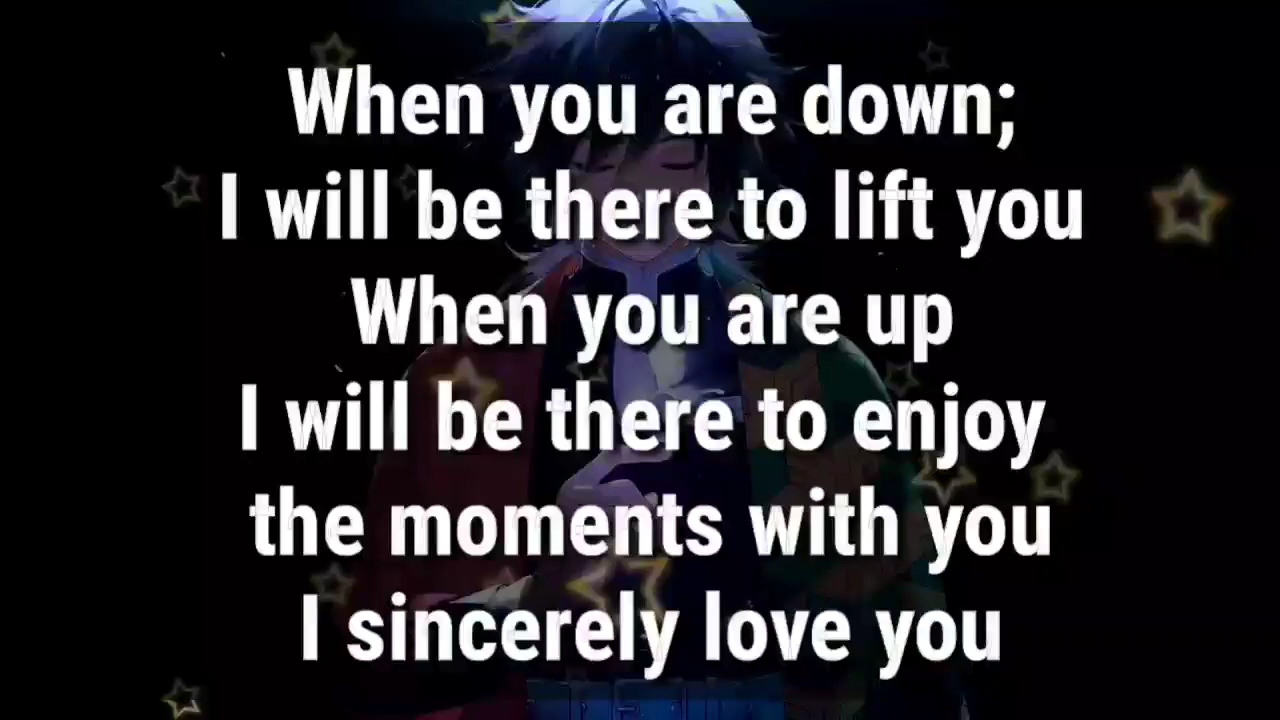 When you are down;
I will be there to lift you
When you are up
I will be there to enjoy
the moments with you
I sincerely love you